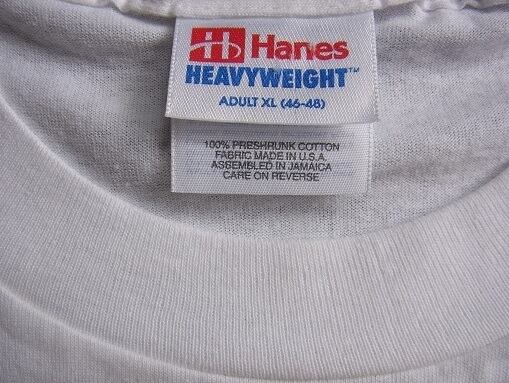 Hanes
HEAVYWEIGHT™
ADULT XL (46-48)
100% PRESHRUNK COTTON
FABRIC MADE IN U.S.A.
ASSEMBLED IN JAMAICA
CARE ON REVERSE